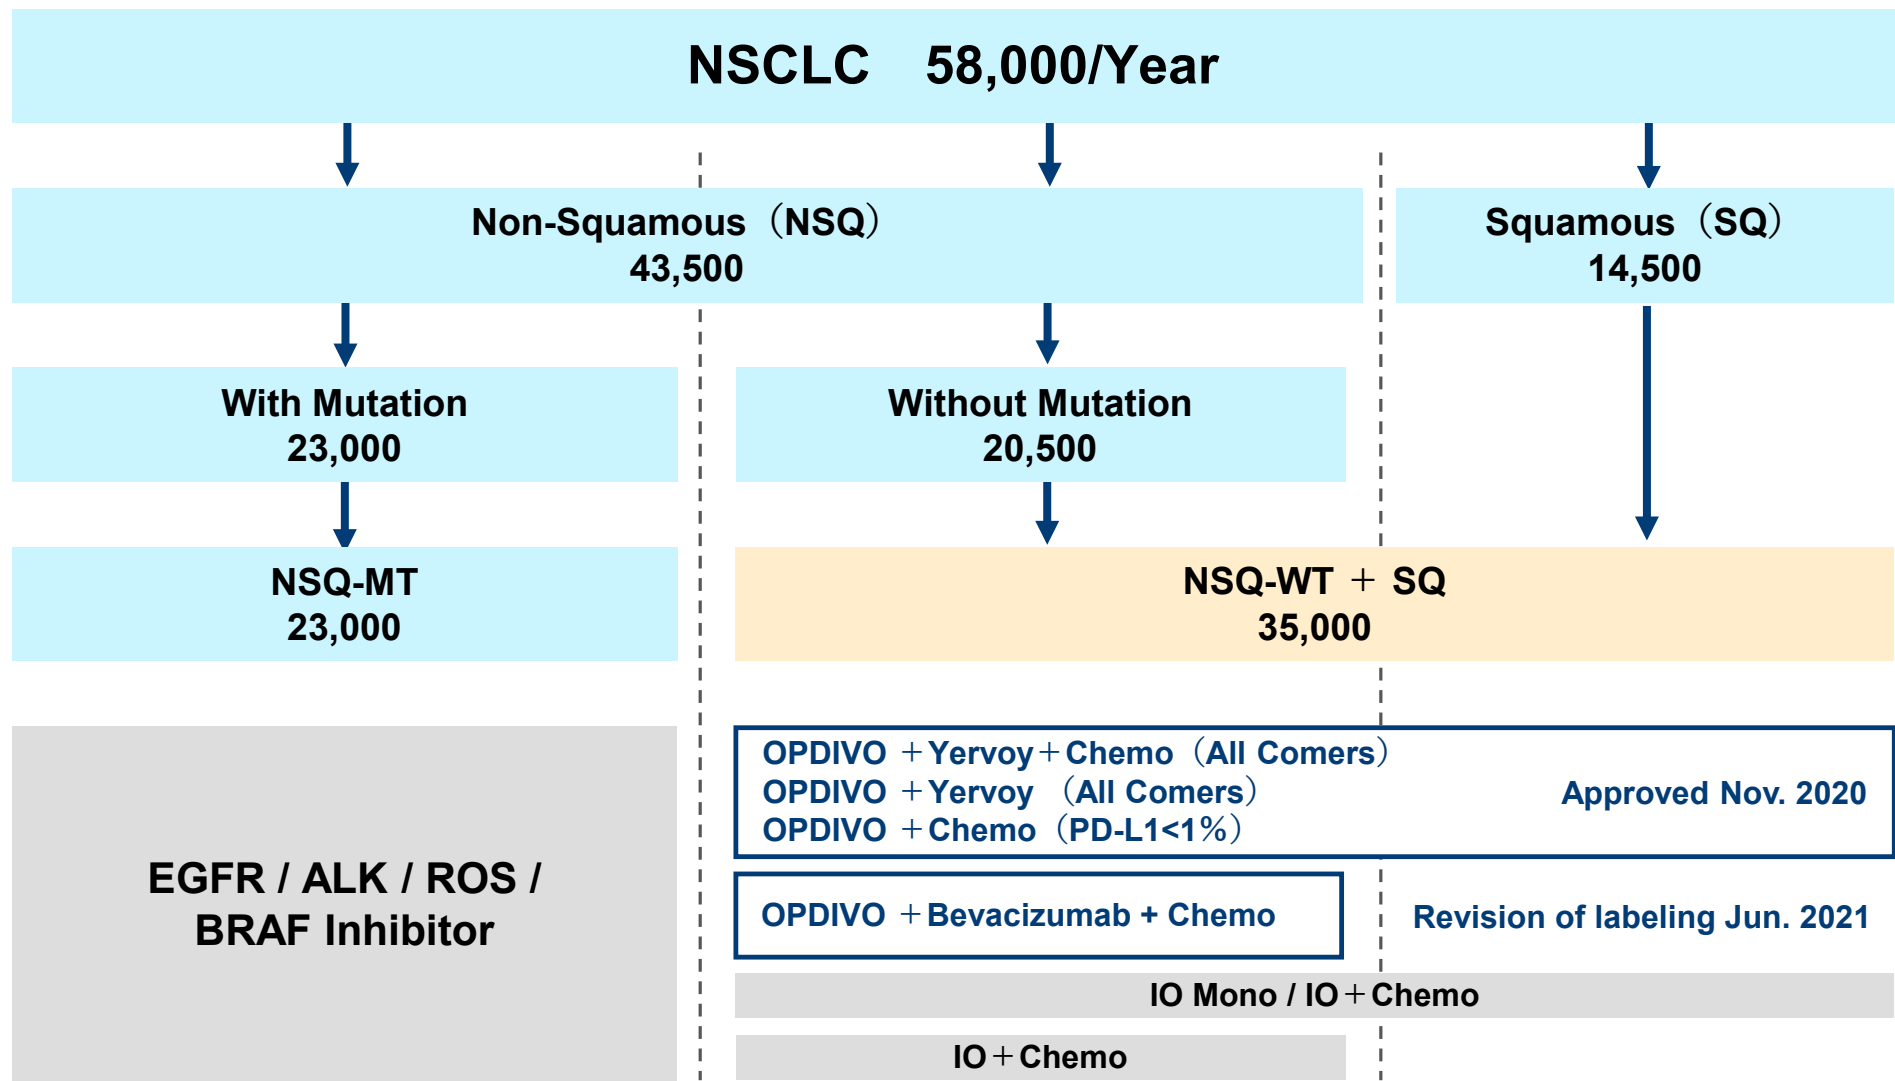 NSCLC 58,000/Year
Non-Squamous（NSQ）
43,500
Squamous（SQ）
14,500
With Mutation
23,000
Without Mutation
20,500
NSQ-MT
23,000
NSQ-WT ＋ SQ
35,000
EGFR / ALK / ROS /
BRAF Inhibitor
OPDIVO ＋Yervoy＋Chemo（All Comers）
OPDIVO ＋Yervoy （All Comers）
OPDIVO ＋Chemo（PD-L1<1%）
Approved Nov. 2020
OPDIVO ＋Bevacizumab + Chemo
Revision of labeling Jun. 2021
IO Mono / IO＋Chemo
IO＋Chemo